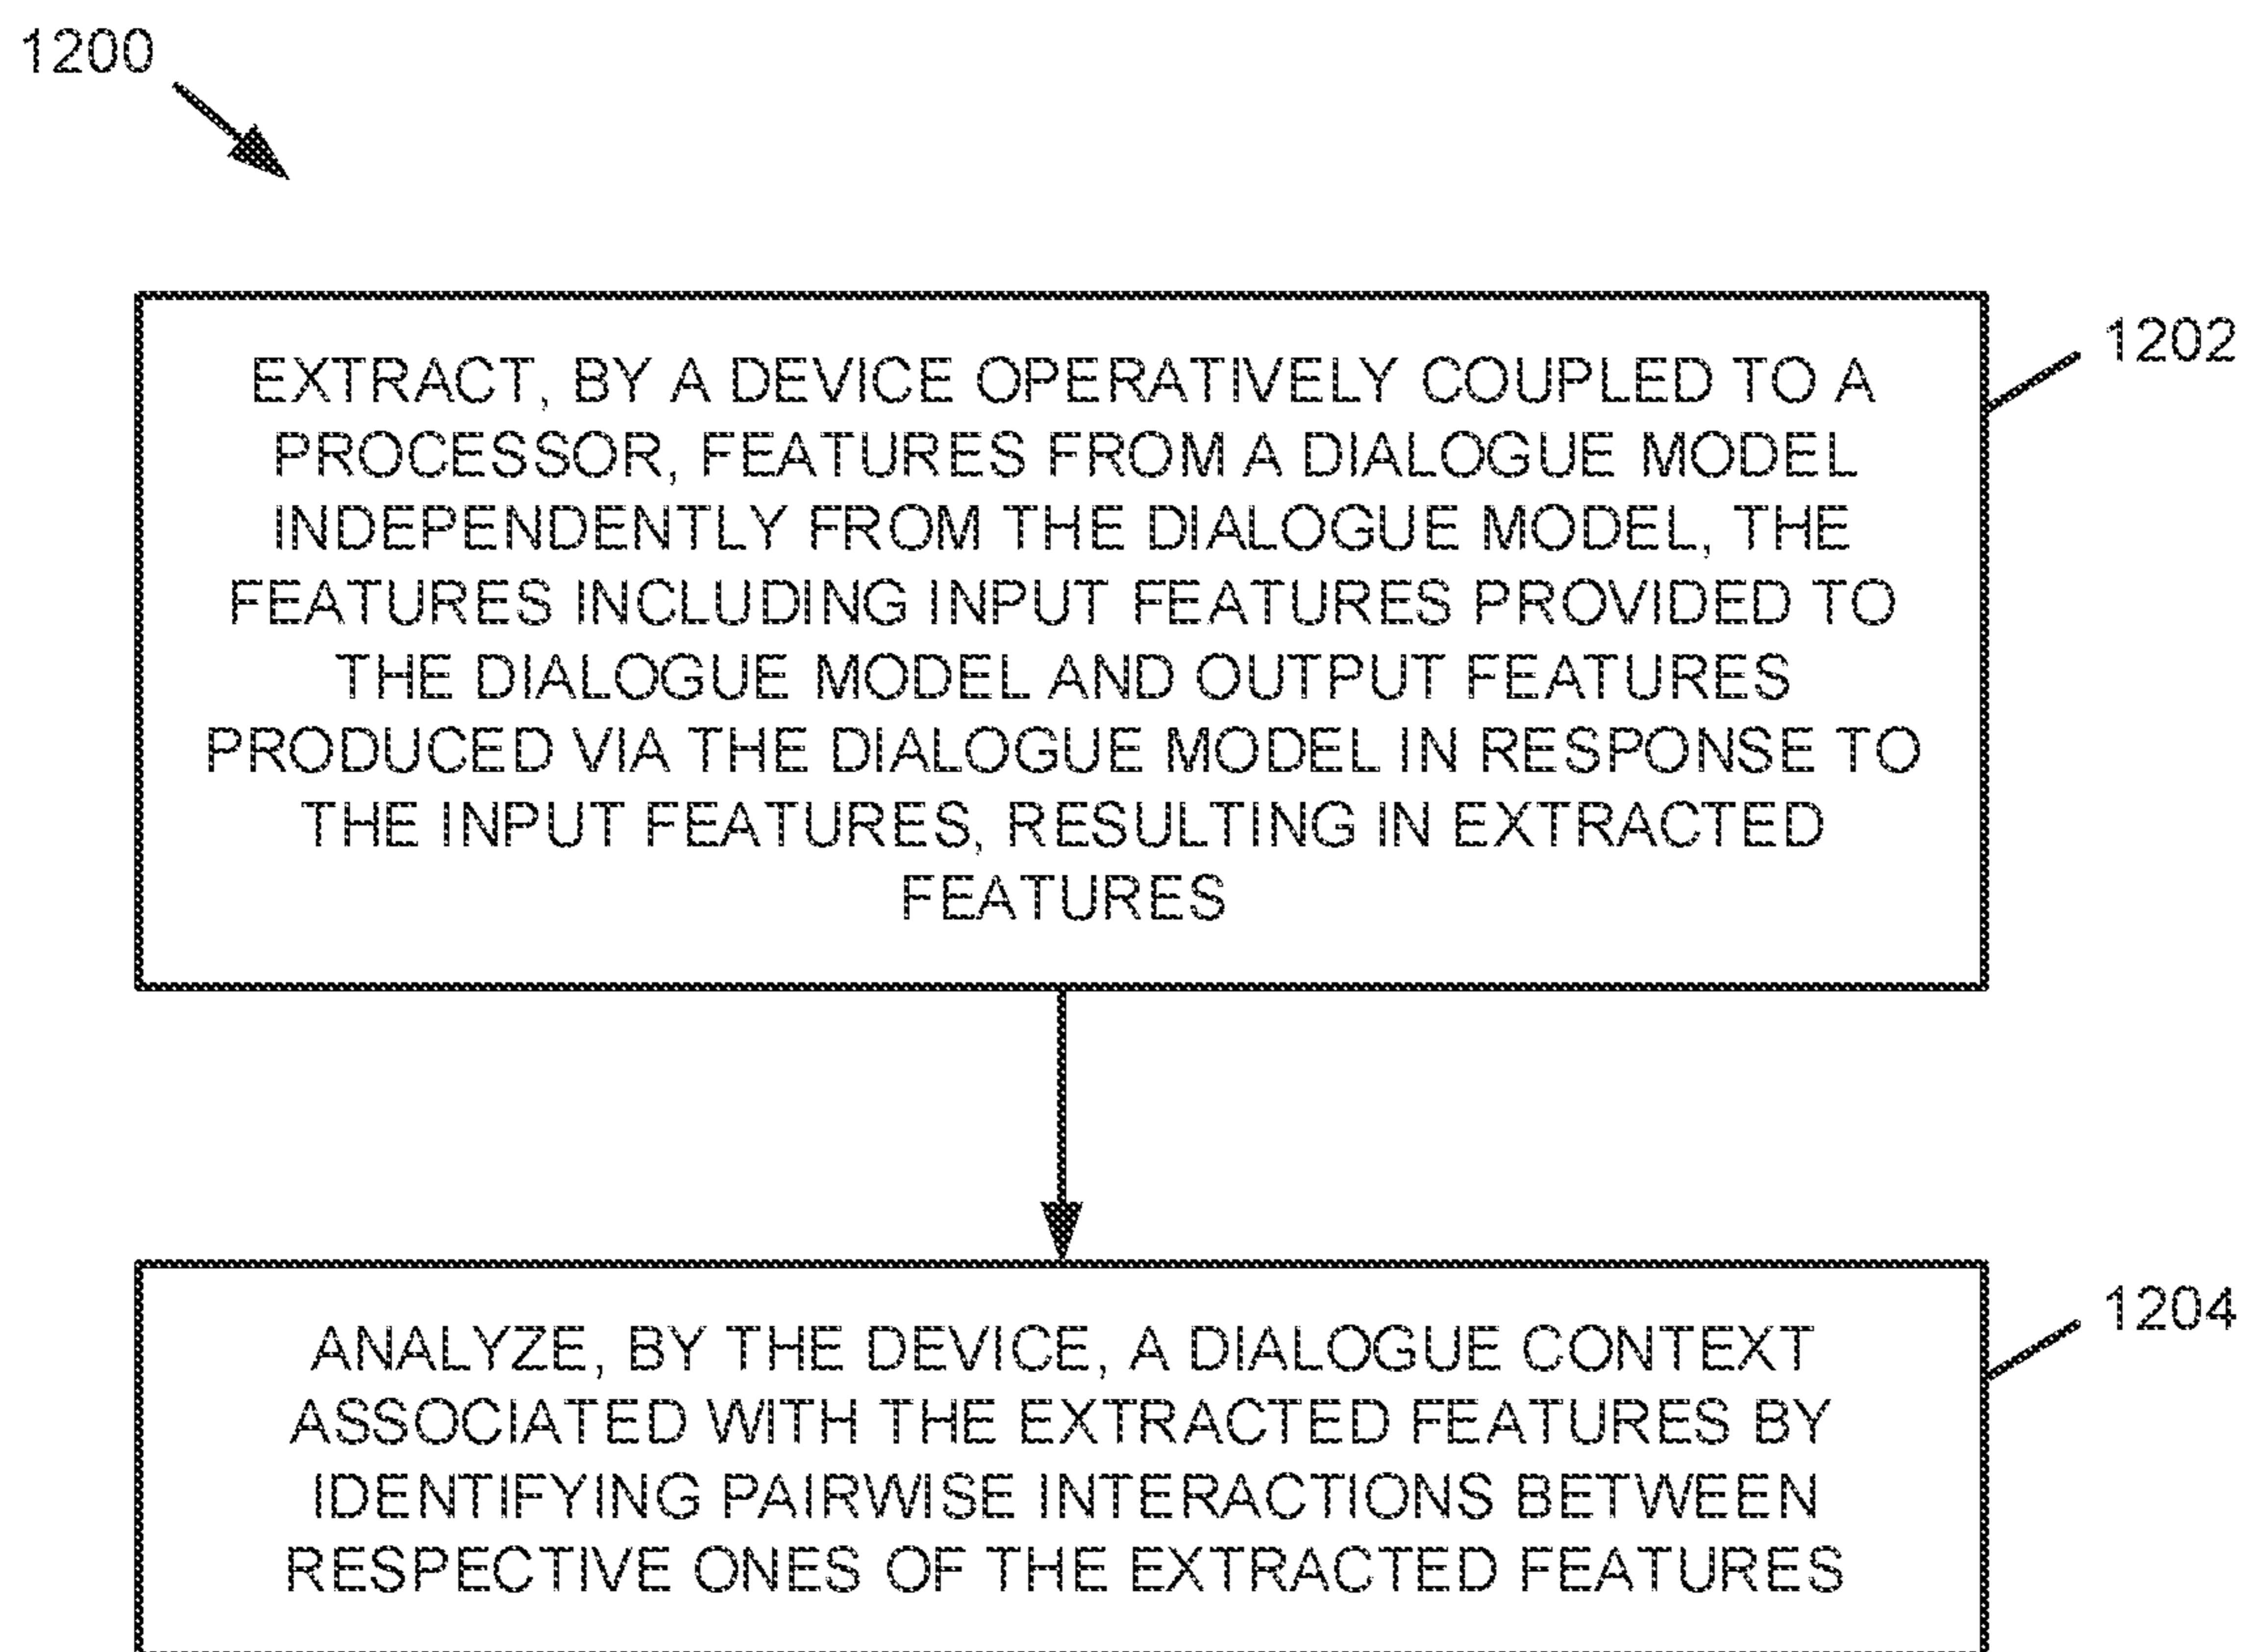 1200
EXTRACT, BY A DEVICE OPERATIVELY COUPLED TO A
1202
PROCESSOR, FEATURES FROM A DIALOGUE MODEL
INDEPENDENTLY FROM THE DIALOGUE MODEL, THE
FEATURES INCLUDING INPUT FEATURES PROVIDED TO
THE DIALOGUE MODEL AND OUTPUT FEATURES
PRODUCED VIA THE DIALOGUE MODEL IN RESPONSE TO
THE INPUT FEATURES, RESULTING IN EXTRACTED
FEATURES
ANALYZE, BY THE DEVICE, A DIALOGUE CONTEXT
1204
ASSOCIATED WITH THE EXTRACTED FEATURES BY
IDENTIFYING PAIRWISE INTERACTIONS BETWEEN
RESPECTIVE ONES OF THE EXTRACTED FEATURES